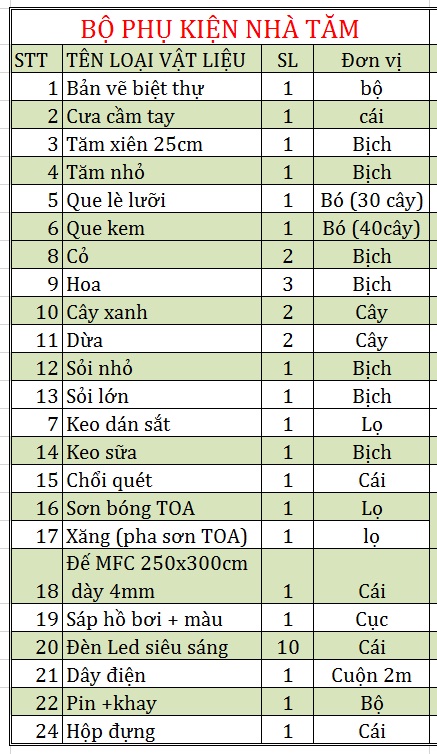 BỘ PHỤ KIỆN NHÀ TĂM
STT TÊN LOẠI VẬT LIỆU SL Đơn vị
1 Bản vẽ biệt thự 1 bộ
2 Cưa cầm tay 1 cái
3 Tăm xiên 25cm 1 Bịch
4 Tăm nhỏ 1 Bịch
5 Que lè lưỡi 1 Bó (30 cây)
6 Que kem 1 Bó (40cây)
8 Cỏ 2 Bịch
9 Hoa 3 Bịch
10 Cây xanh 2 Cây
11 Dừa 2 Cây
12 Sỏi nhỏ 1 Bịch
13 Sỏi lớn 1 Bịch
7 Keo dán sắt 1 Lọ
14 Keo sữa 1 Bịch
15 Chổi quét 1 Cái
16 Sơn bóng TOA 1 Lọ
17 Xăng (pha sơn TOA) 1 lọ
Đế MFC 250x300cm
18 dày 4mm 1 Cái
19 Sáp hồ bơi + màu 1 Cục
20 Đèn Led siêu sáng 10 Cái
21 Dây điện 1 Cuộn 2m
22 Pin +khay 1 Bộ
24 Hộp đựng 1 Cái